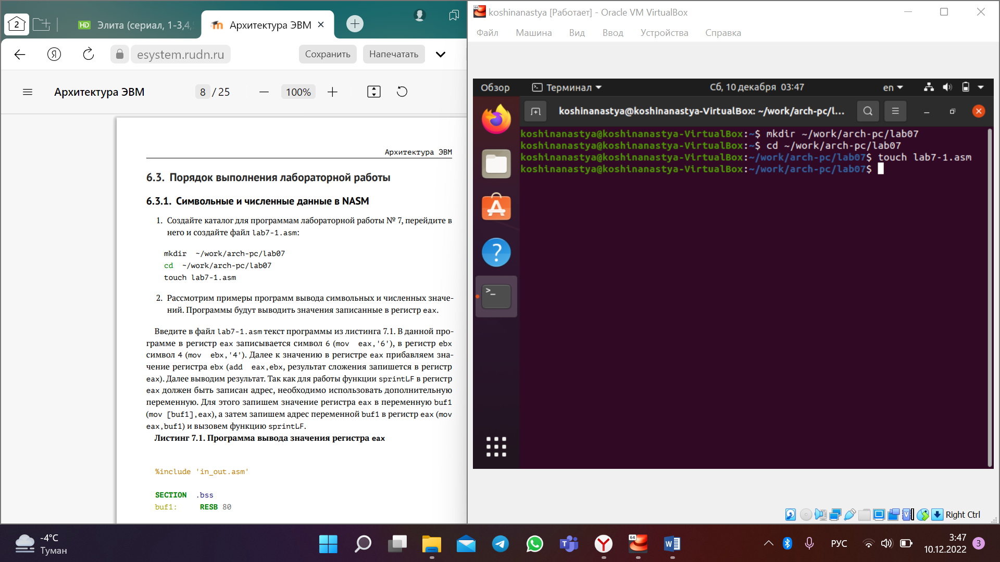 2
Элита (сериал, 1-3,4,
Архитектура ЭВМ
esystem.rudn.ru
Сохранить
Напечатать
Архитектура ЭВМ
8 / 25
100%
Архитектура ЭВМ
6.3. Порядок выполнения лабораторной работы
6.3.1. Символьные и численные данные в NASM
1. Создайте каталог для программам лабораторной работы № 7, перейдите в
него и создайте файл lab7-1.asm:
mkdir ~/work/arch-pc/lab07
cd ~/work/arch-pc/lab07
touch lab7-1.asm
2. Рассмотрим примеры программ вывода символьных и численных значе-
ний. Программы будут выводить значения записанные в регистр eax.
Введите в файл lab7-1.asm текст программы из листинга 7.1. В данной про-
грамме в регистр eax записывается символ 6 (mov eax,'6'), в регистр ebx
символ 4 (mov ebx,'4'). Далее к значению в регистре eax прибавляем зна-
чение регистра ebx (add eax,ebx, результат сложения запишется в регистр
eax). Далее выводим результат. Так как для работы функции sprintLF в регистр
eax должен быть записан адрес, необходимо использовать дополнительную
переменную. Для этого запишем значение регистра eax в переменную buf1
(mov [buf1],eax), а затем запишем адрес переменной buf1 в регистр eax (mov
eax,buf1) и вызовем функцию sprintLF.
Листинг 7.1. Программа вывода значения регистра eax
%include 'in_out.asm'
SECTION .bss
buf1: RESB 80
koshinanastya [Работает] - Oracle VM VirtualBox
Файл Машина Вид Ввод Устройства Справка
Обзор
Терминал
Сб, 10 декабря 03:47
en
koshinanastya@koshinanastya-VirtualBox: ~/work/arch-pc/l...
koshinanastya@koshinanastya-VirtualBox:~$ mkdir ~/work/arch-pc/lab07
koshinanastya@koshinanastya-VirtualBox:~$ cd ~/work/arch-pc/lab07
koshinanastya@koshinanastya-VirtualBox:~/work/arch-pc/lab07$ touch lab7-1.asm
koshinanastya@koshinanastya-VirtualBox:~/work/arch-pc/lab07$
Right Ctrl
-4°C
Туман
РУС
3:47
10.12.2022
3